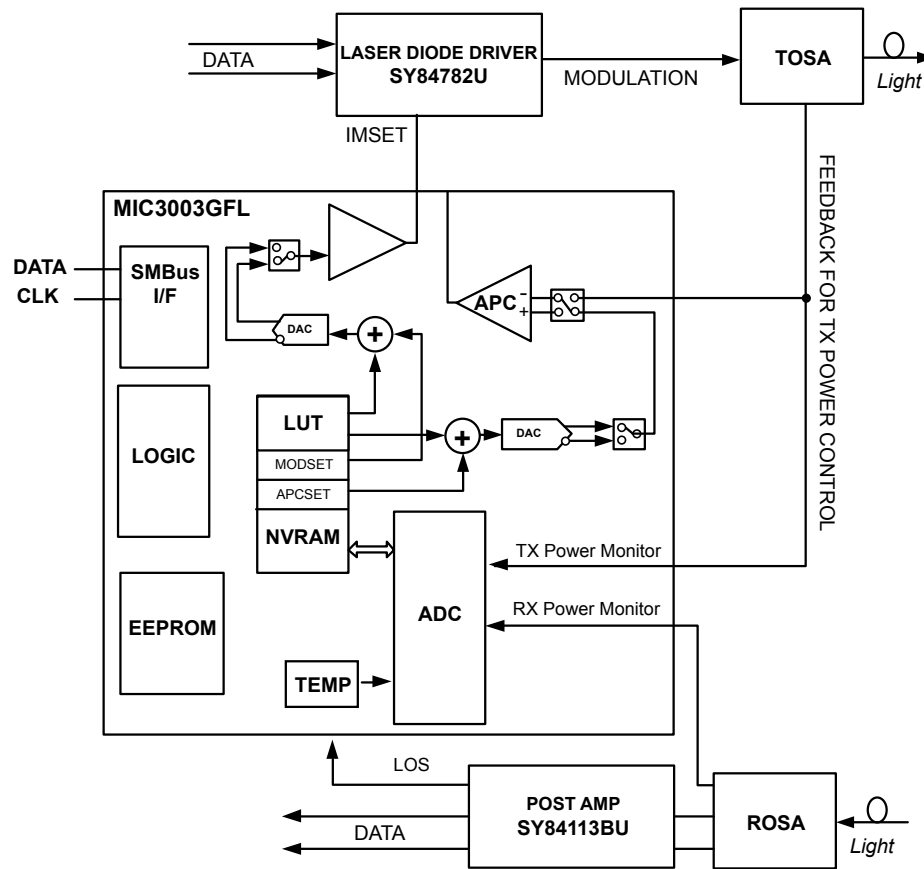 LASER DIODE DRIVER
SY84782U
DATA
MODULATION
TOSA
Light
IMSET
FEEDBACK FOR TX POWER CONTROL
MIC3003GFL
DATA
CLK
SMBus
I/F
APC
-
+
DAC
+
LUT
MODSET
APCSET
NVRAM
+
DAC
LOGIC
TX Power Monitor
RX Power Monitor
ADC
EEPROM
TEMP
LOS
POST AMP
SY84113BU
DATA
ROSA
Light